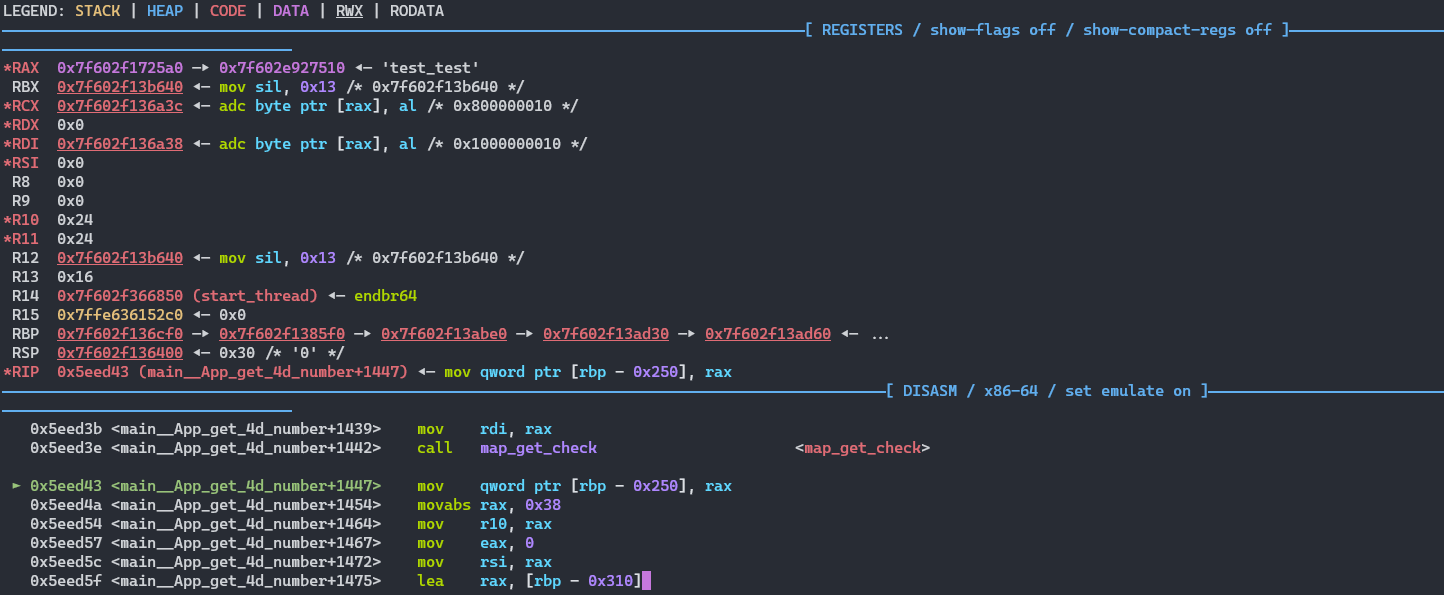 LEGEND: STACK | HEAP | CODE | DATA | RWX | RODATA
[ REGISTERS / show-flags off / show-compact-regs off ]
*RAX  0x7f602f1725a0 —▸ 0x7f602e927510 ◂— 'test_test'
 RBX  0x7f602f13b640 ◂— mov sil, 0x13 /* 0x7f602f13b640 */
*RCX  0x7f602f136a3c ◂— adc byte ptr [rax], al /* 0x800000010 */
*RDX  0x0
*RDI  0x7f602f136a38 ◂— adc byte ptr [rax], al /* 0x1000000010 */
*RSI  0x0
 R8   0x0
 R9   0x0
*R10  0x24
*R11  0x24
 R12  0x7f602f13b640 ◂— mov sil, 0x13 /* 0x7f602f13b640 */
 R13  0x16
 R14  0x7f602f366850 (start_thread) ◂— endbr64
 R15  0x7ffe636152c0 ◂— 0x0
 RBP  0x7f602f136cf0 —▸ 0x7f602f1385f0 —▸ 0x7f602f13abe0 —▸ 0x7f602f13ad30 —▸ 0x7f602f13ad60 ◂— ...
 RSP  0x7f602f136400 ◂— 0x30 /* '0' */
*RIP  0x5eed43 (main__App_get_4d_number+1447) ◂— mov qword ptr [rbp - 0x250], rax
[ DISASM / x86-64 / set emulate on ]
   0x5eed3b <main__App_get_4d_number+1439>    mov    rdi, rax
   0x5eed3e <main__App_get_4d_number+1442>    call   map_get_check                      <map_get_check>
 ► 0x5eed43 <main__App_get_4d_number+1447>    mov    qword ptr [rbp - 0x250], rax
   0x5eed4a <main__App_get_4d_number+1454>    movabs rax, 0x38
   0x5eed54 <main__App_get_4d_number+1464>    mov    r10, rax
   0x5eed57 <main__App_get_4d_number+1467>    mov    eax, 0
   0x5eed5c <main__App_get_4d_number+1472>    mov    rsi, rax
   0x5eed5f <main__App_get_4d_number+1475>    lea    rax, [rbp - 0x310]